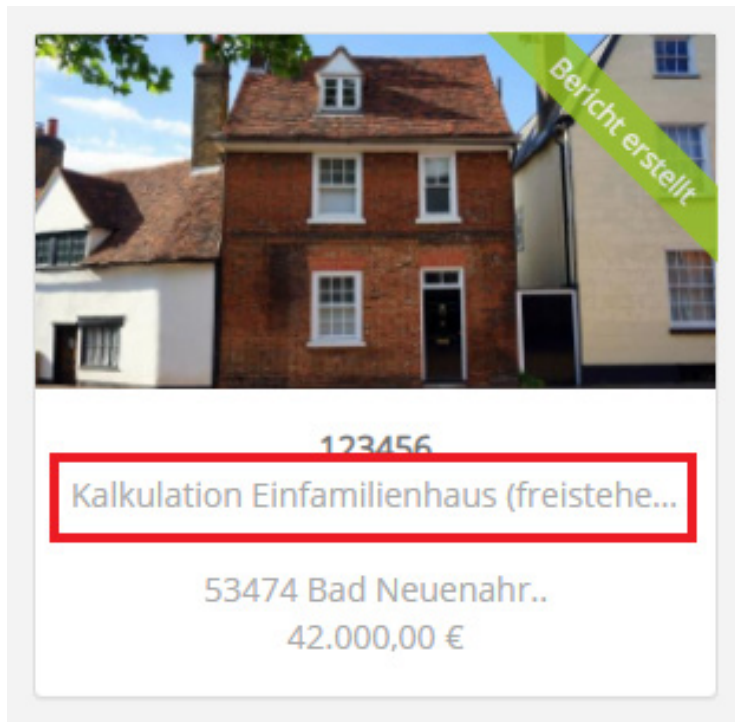 Bericht erstellt
123456
Kalkulation Einfamilienhaus (freistehe...
53474 Bad Neuenahr..
42.000,00 €